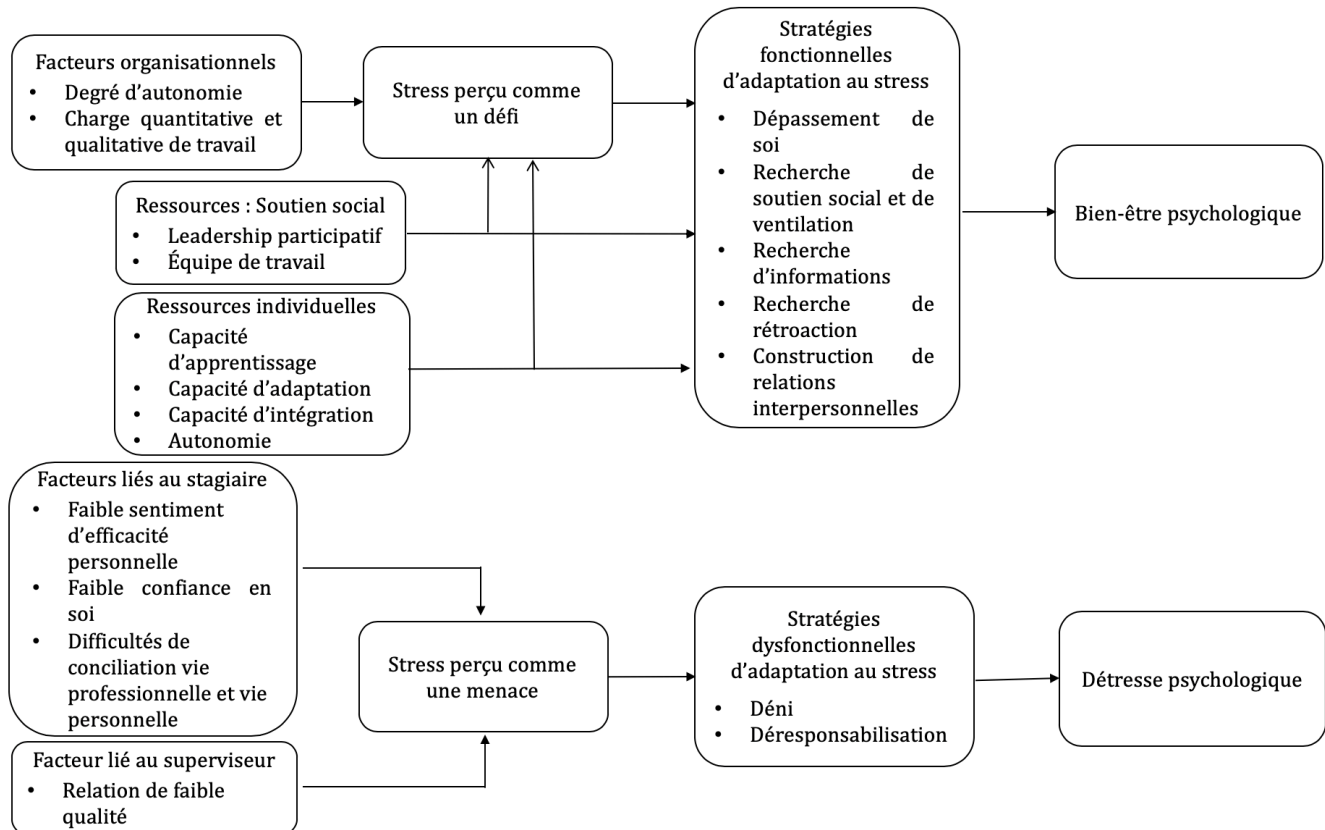 Facteurs organisationnels
• Degré d'autonomie
• Charge quantitative et
qualitative de travail
Stress perçu comme
un défi
Stratégies
fonctionnelles
d'adaptation au stress
• Dépassement de
soi
• Recherche de
soutien social et de
ventilation
• Recherche
d'informations
• Recherche de
rétroaction
• Construction de
relations
interpersonnelles
Bien-être psychologique
Ressources : Soutien social
• Leadership participatif
• Équipe de travail
Ressources individuelles
• Capacité
d'apprentissage
• Capacité d'adaptation
• Capacité d'intégration
• Autonomie
Facteurs liés au stagiaire
• Faible sentiment
d'efficacité
personnelle
• Faible confiance en
soi
• Difficultés de
conciliation vie
professionnelle et vie
personnelle
Stress perçu comme
une menace
Stratégies
dysfonctionnelles
d'adaptation au stress
• Déni
• Déresponsabilisation
Détresse psychologique
Facteur lié au superviseur
• Relation de faible
qualité